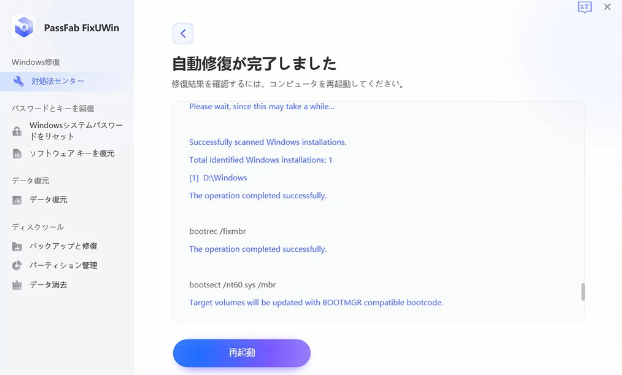 PassFab FixUWin
Windows修復
対処法センター
パスワードとキーを回復
Windowsシステムパスワー
ドをリセット
ソフトウェア キーを復元
データ復元
データ復元
ディスクツール
バックアップと修復
パーティション管理
データ消去
自動修復が完了しました
修復結果を確認するには、コンピュータを再起動してください。
Please wait, since this may take a while...
Successfully scanned Windows installations.
Total identified Windows installations: 1
[1] D:\Windows
The operation completed successfully.
bootrec /fixmbr
The operation completed successfully.
bootsect /nt60 sys /mbr
Target volumes will be updated with BOOTMGR compatible bootcode.
再起動